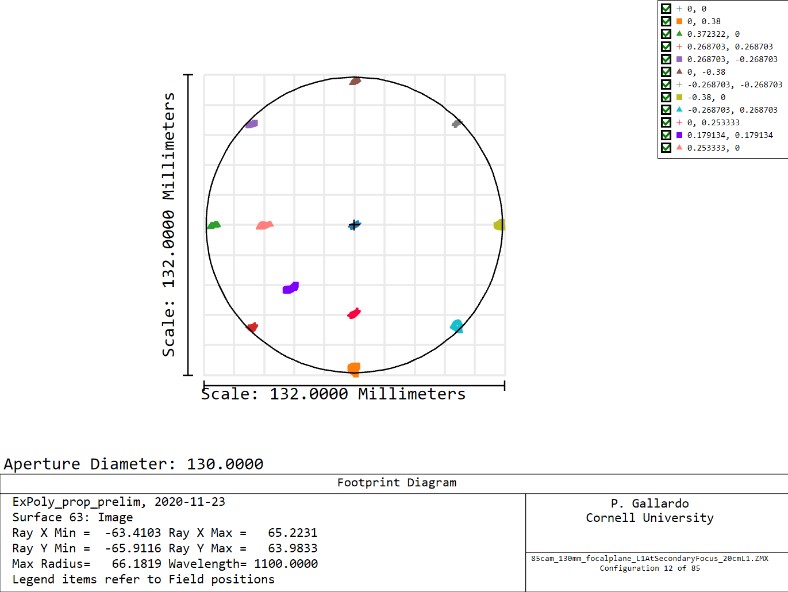 0, 0
0, 0.38
0.372322, 0
0.268703, 0.268703
0.268703, -0.268703
0, -0.38
-0.268703, -0.268703
-0.38, 0
-0.268703, 0.268703
0, 0.253333
0.179134, 0.179134
0.253333, 0
Scale: 132.0000 Millimeters
Scale: 132.0000 Millimeters
Aperture Diameter: 130.0000
Footprint Diagram
ExPoly_prop_prelim, 2020-11-23
Surface 63: Image
Ray X Min = -63.4103 Ray X Max = 65.2231
Ray Y Min = -65.9116 Ray Y Max = 63.9833
Max Radius= 66.1819 Wavelength= 1100.0000
Legend items refer to Field positions
P. Gallardo
Cornell University
85cam_130mm_focalplane_L1AtSecondaryFocus_20cmL1.ZMX
Configuration 12 of 85